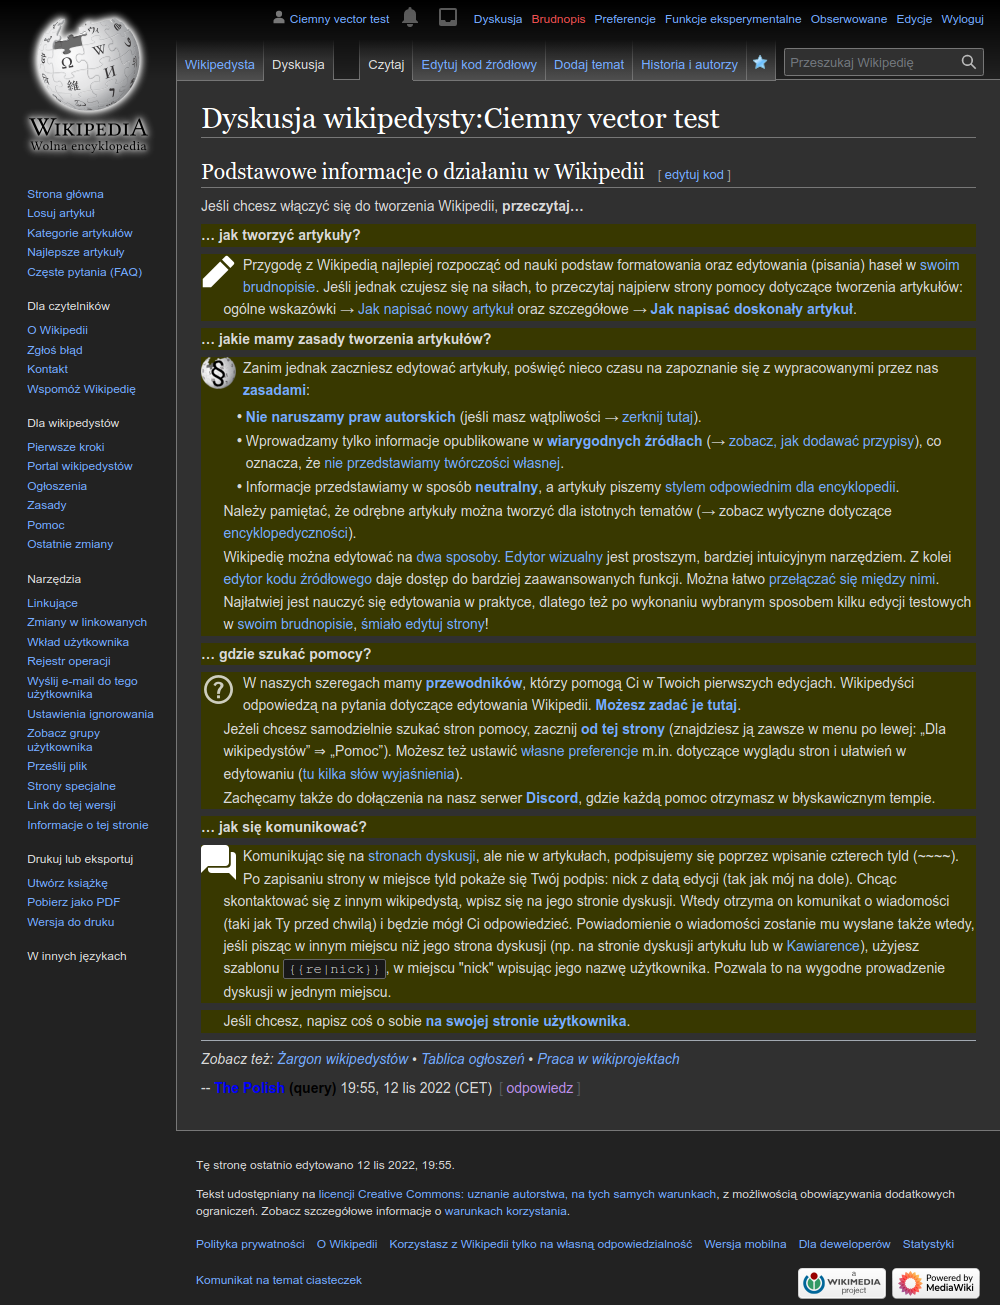 Ciemny vector test Dyskusja Brudnopis Preferencje Funkcje eksperymentalne Obserwowane Edycje Wyloguj
Wikipedysta Dyskusja Czytaj Edytuj kod źródłowy Dodaj temat Historia i autorzy Przeszukaj Wikipedię
WIKIPEDIA
Wolna encyklopedia
Strona główna
Losuj artykuł
Kategorie artykułów
Najlepsze artykuły
Częste pytania (FAQ)
Dla czytelników
O Wikipedii
Zgłoś błąd
Kontakt
Wspomóż Wikipedię
Dla wikipedystów
Pierwsze kroki
Portal wikipedystów
Ogłoszenia
Zasady
Pomoc
Ostatnie zmiany
Narzędzia
Linkujące
Zmiany w linkowanych
Wkład użytkownika
Rejestr operacji
Wyślij e-mail do tego
użytkownika
Ustawienia ignorowania
Zobacz grupy
użytkownika
Prześlij plik
Strony specjalne
Link do tej wersji
Informacje o tej stronie
Drukuj lub eksportuj
Utwórz książkę
Pobierz jako PDF
Wersja do druku
W innych językach
Dyskusja wikipedysty:Ciemny vector test
Podstawowe informacje o działaniu w Wikipedii [ edytuj kod ]
Jeśli chcesz włączyć się do tworzenia Wikipedii, przeczytaj…
… jak tworzyć artykuły?
Przygodę z Wikipedią najlepiej rozpocząć od nauki podstaw formatowania oraz edytowania (pisania) haseł w swoim
brudnopisie. Jeśli jednak czujesz się na siłach, to przeczytaj najpierw strony pomocy dotyczące tworzenia artykułów:
ogólne wskazówki → Jak napisać nowy artykuł oraz szczegółowe → Jak napisać doskonały artykuł.
… jakie mamy zasady tworzenia artykułów?
§ Zanim jednak zaczniesz edytować artykuły, poświęć nieco czasu na zapoznanie się z wypracowanymi przez nas
zasadami:
• Nie naruszamy praw autorskich (jeśli masz wątpliwości → zerknij tutaj).
• Wprowadzamy tylko informacje opublikowane w wiarygodnych źródłach (→ zobacz, jak dodawać przypisy), co
oznacza, że nie przedstawiamy twórczości własnej.
• Informacje przedstawiamy w sposób neutralny, a artykuły piszemy stylem odpowiednim dla encyklopedii.
Należy pamiętać, że odrębne artykuły można tworzyć dla istotnych tematów (→ zobacz wytyczne dotyczące
encyklopedyczności).
Wikipedię można edytować na dwa sposoby. Edytor wizualny jest prostszym, bardziej intuicyjnym narzędziem. Z kolei
edytor kodu źródłowego daje dostęp do bardziej zaawansowanych funkcji. Można łatwo przełączać się między nimi.
Najłatwiej jest nauczyć się edytowania w praktyce, dlatego też po wykonaniu wybranym sposobem kilku edycji testowych
w swoim brudnopisie, śmiało edytuj strony!
… gdzie szukać pomocy?
? W naszych szeregach mamy przewodników, którzy pomogą Ci w Twoich pierwszych edycjach. Wikipedyści
odpowiedzą na pytania dotyczące edytowania Wikipedii. Możesz zadać je tutaj.
Jeżeli chcesz samodzielnie szukać stron pomocy, zacznij od tej strony (znajdziesz ją zawsze w menu po lewej: „Dla
wikipedystów” ⇒ „Pomoc”). Możesz też ustawić własne preferencje m.in. dotyczące wyglądu stron i ułatwień w
edytowaniu (tu kilka słów wyjaśnienia).
Zachęcamy także do dołączenia na nasz serwer Discord, gdzie każdą pomoc otrzymasz w błyskawicznym tempie.
… jak się komunikować?
Komunikując się na stronach dyskusji, ale nie w artykułach, podpisujemy się poprzez wpisanie czterech tyld (~~~~).
Po zapisaniu strony w miejsce tyld pokaże się Twój podpis: nick z datą edycji (tak jak mój na dole). Chcąc
skontaktować się z innym wikipedystą, wpisz się na jego stronie dyskusji. Wtedy otrzyma on komunikat o wiadomości
(taki jak Ty przed chwilą) i będzie mógł Ci odpowiedzieć. Powiadomienie o wiadomości zostanie mu wysłane także wtedy,
jeśli pisząc w innym miejscu niż jego strona dyskusji (np. na stronie dyskusji artykułu lub w Kawiarence), użyjesz
szablonu {{re|nick}}, w miejscu "nick" wpisując jego nazwę użytkownika. Pozwala to na wygodne prowadzenie
dyskusji w jednym miejscu.
Jeśli chcesz, napisz coś o sobie na swojej stronie użytkownika.
Zobacz też: Żargon wikipedystów • Tablica ogłoszeń • Praca w wikiprojektach
-- The Polish (query) 19:55, 12 lis 2022 (CET) [ odpowiedz ]
Tę stronę ostatnio edytowano 12 lis 2022, 19:55.
Tekst udostępniany na licencji Creative Commons: uznanie autorstwa, na tych samych warunkach, z możliwością obowiązywania dodatkowych
ograniczeń. Zobacz szczegółowe informacje o warunkach korzystania.
Polityka prywatności O Wikipedii Korzystasz z Wikipedii tylko na własną odpowiedzialność Wersja mobilna Dla deweloperów Statystyki
Komunikat na temat ciasteczek
a
WIKIMEDIA
project
Powered by
MediaWiki